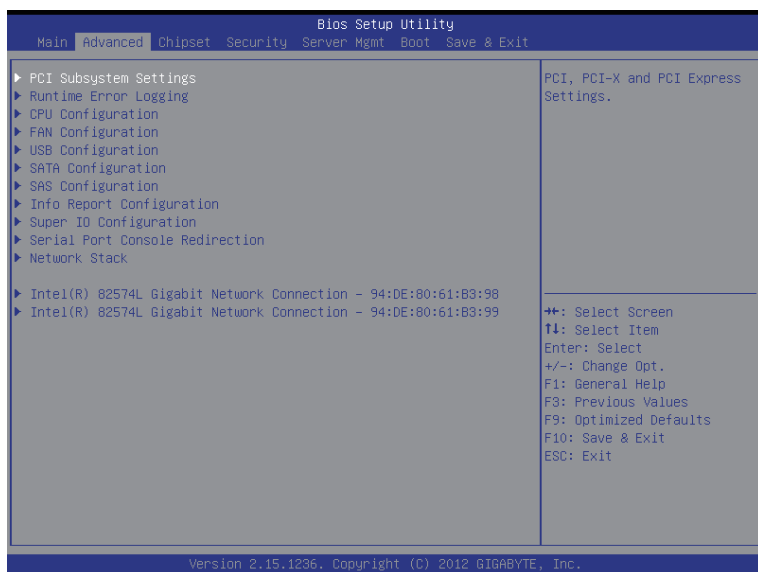 Bios Setup Utility
Main Advanced Chipset Security Server Mgmt Boot Save & Exit
PCI Subsystem Settings
Runtime Error Logging
CPU Configuration
FAN Configuration
USB Configuration
SATA Configuration
SAS Configuration
Info Report Configuration
Super IO Configuration
Serial Port Console Redirection
Network Stack
Intel(R) 82574L Gigabit Network Connection - 94:DE:80:61:B3:98
Intel(R) 82574L Gigabit Network Connection - 94:DE:80:61:B3:99
PCI, PCI-X and PCI Express
Settings.
→←: Select Screen
↑↓: Select Item
Enter: Select
+/-: Change Opt.
F1: General Help
F3: Previous Values
F9: Optimized Defaults
F10: Save & Exit
ESC: Exit
Version 2.15.1236. Copyright (C) 2012 GIGABYTE, Inc.